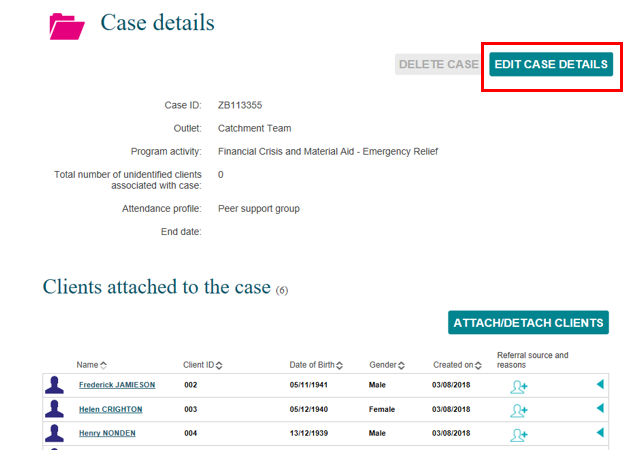 Case details
DELETE CASE EDIT CASE DETAILS
Case ID: ZB113355
Outlet: Catchment Team
Program activity: Financial Crisis and Material Aid - Emergency Relief
Total number of unidentified clients 0
associated with case:
Attendance profile: Peer support group
End date:
Clients attached to the case (6)
ATTACH/DETACH CLIENTS
Referral source and
Name Client ID Date of Birth Gender Created on reasons
Frederick JAMIESON 002 05/11/1941 Male 03/08/2018
Helen CRIGHTON 003 05/12/1940 Female 03/08/2018
Henry NONDEN 004 13/12/1939 Male 03/08/2018